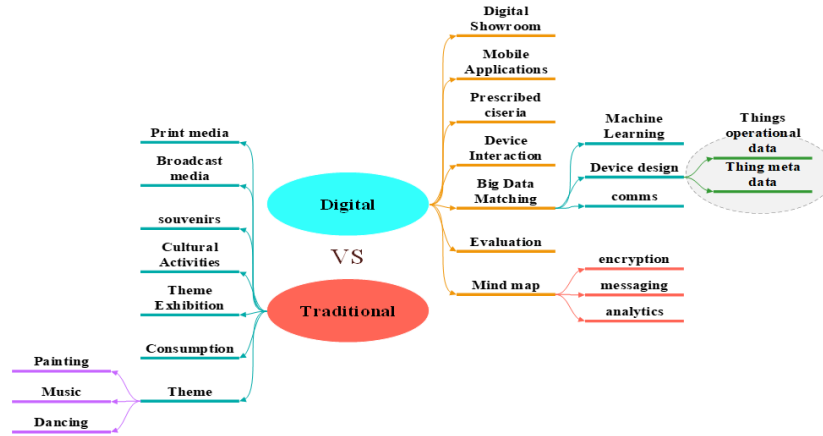 Digital
Showroom
Mobile
Applications
Prescribed
ciseria
Device
Interaction
Big Data
Matching
Evaluation
Mind map
Machine
Learning
Device design
comms
Things
operational
data
Thing meta
data
encryption
messaging
analytics
Digital
VS
Traditional
Print media
Broadcast
media
souvenirs
Cultural
Activities
Theme
Exhibition
Consumption
Theme
Painting
Music
Dancing